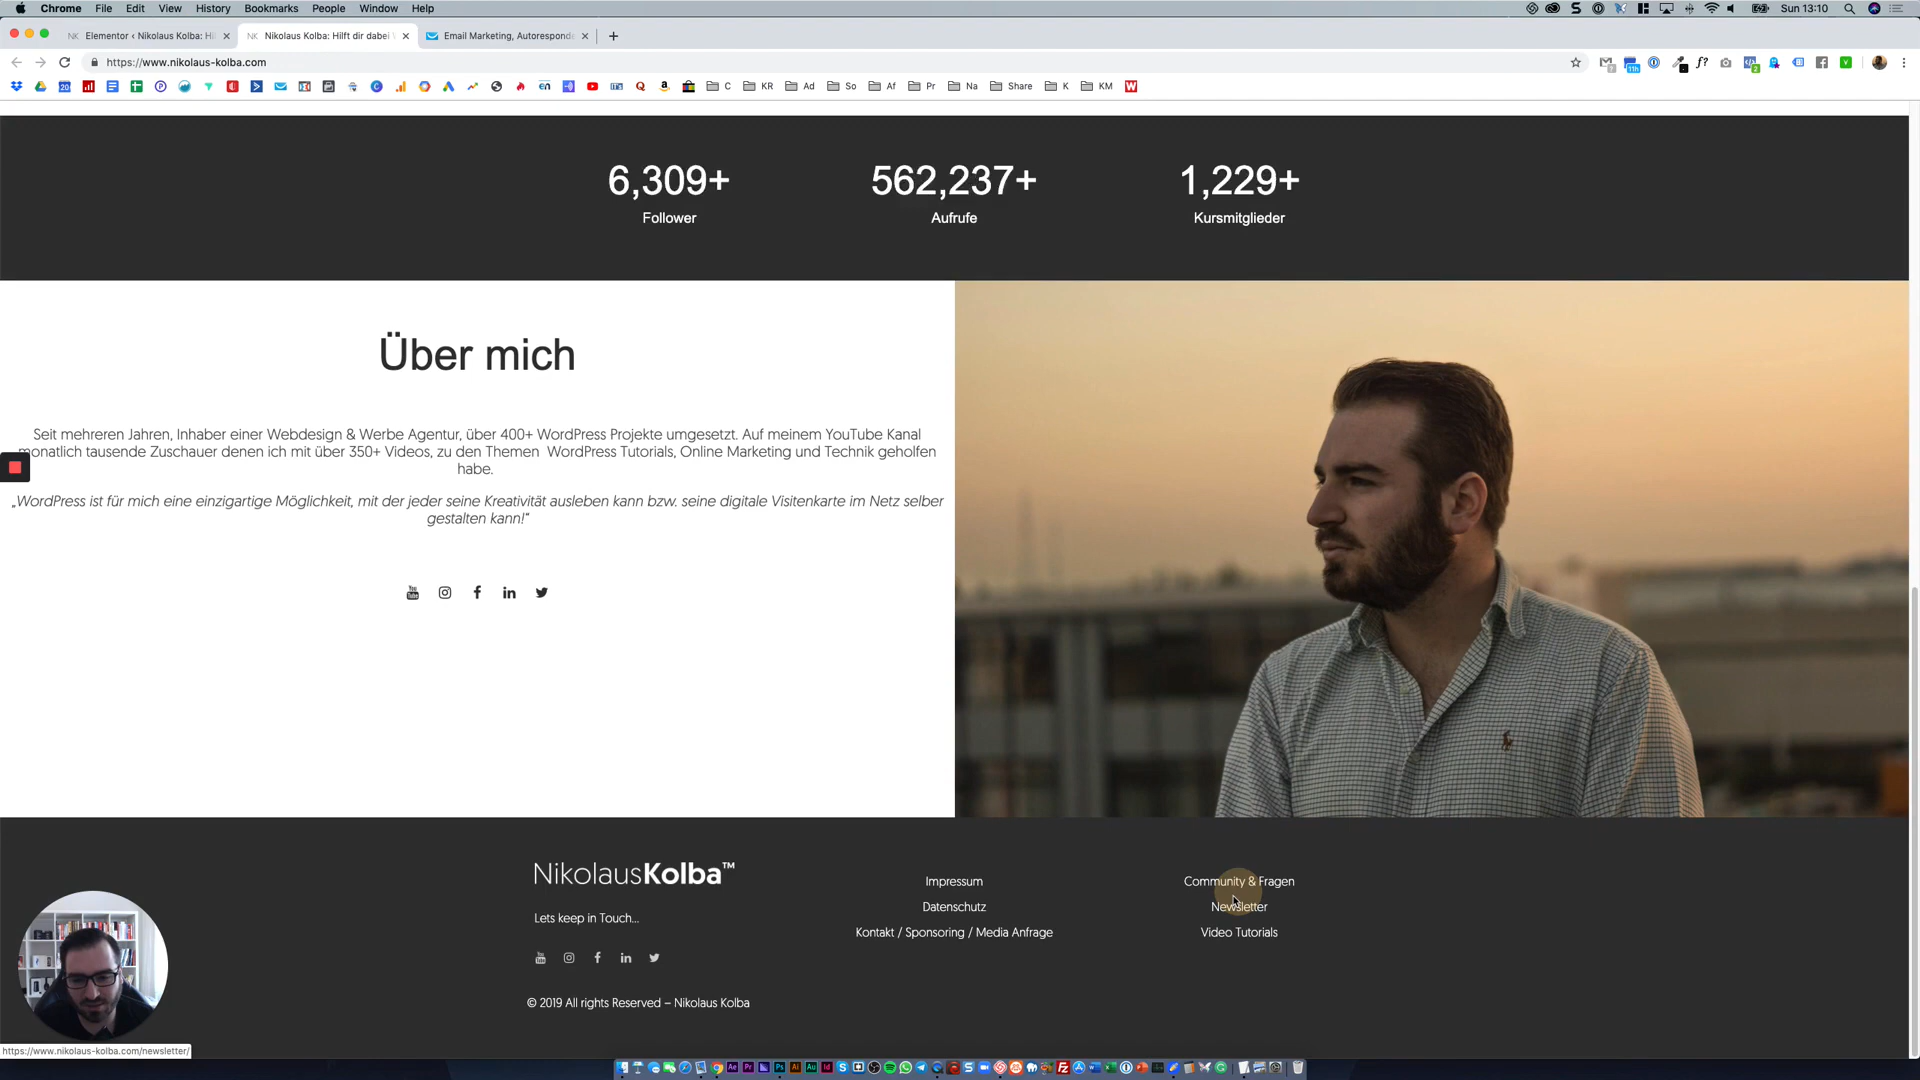 Chrome File Edit View History Bookmarks People Window Help
Sun 13:10
Elementor ‹ Nikolaus Kolba: Hi
Nikolaus Kolba: Hilft dir dabei
Email Marketing, Autoresponde
https://www.nikolaus-kolba.com
C KR Ad So Af Pr Na Share K KM
6,309+
Follower
562,237+
Aufrufe
1,229+
Kursmitglieder
Über mich
Seit mehreren Jahren, Inhaber einer Webdesign & Werbe Agentur, über 400+ WordPress Projekte umgesetzt. Auf meinem YouTube Kanal
monatlich tausende Zuschauer denen ich mit über 350+ Videos, zu den Themen WordPress Tutorials, Online Marketing und Technik geholfen
habe.
„WordPress ist für mich eine einzigartige Möglichkeit, mit der jeder seine Kreativität ausleben kann bzw. seine digitale Visitenkarte im Netz selber
gestalten kann!“
NikolausKolba™
Lets keep in Touch...
© 2019 All rights Reserved – Nikolaus Kolba
Impressum
Datenschutz
Kontakt / Sponsoring / Media Anfrage
Community & Fragen
Newsletter
Video Tutorials
https://www.nikolaus-kolba.com/newsletter/